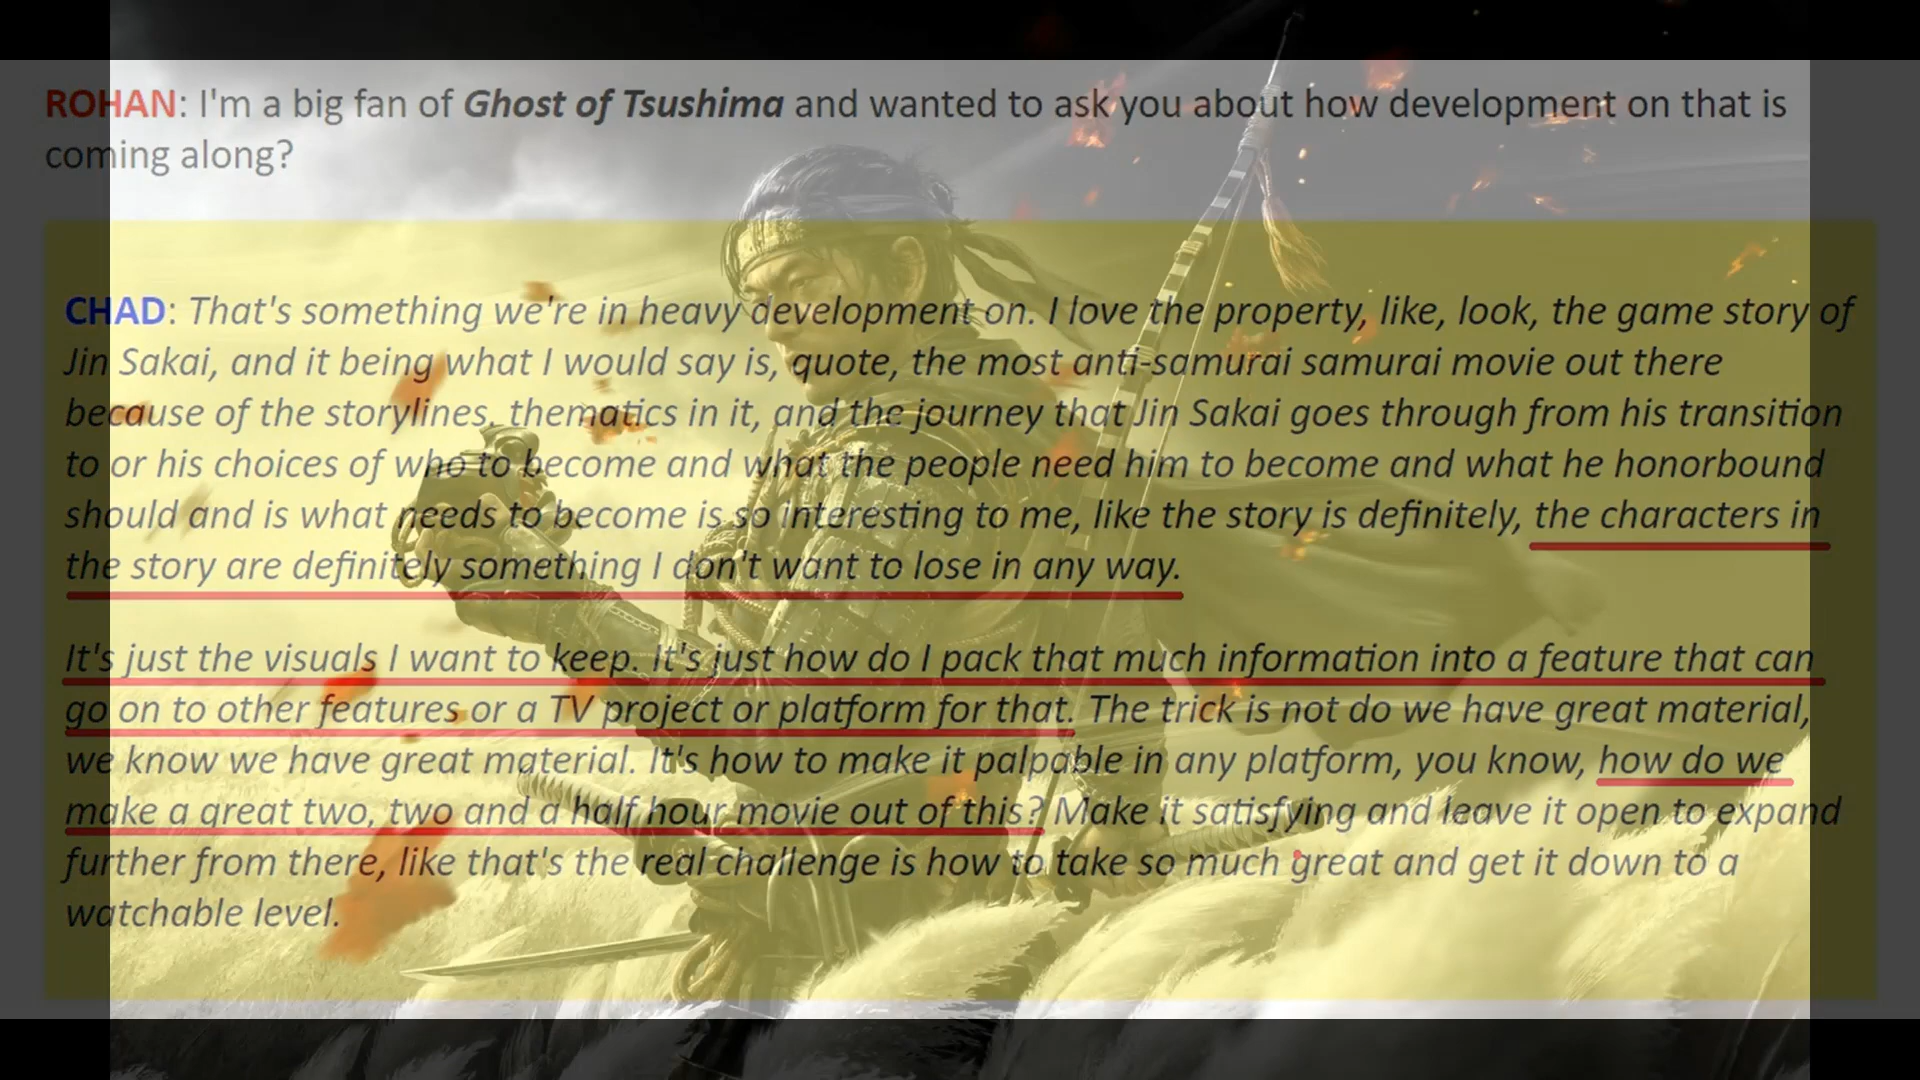 ROHAN: I'm a big fan of Ghost of Tsushima and wanted to ask you about how development on that is
coming along?
CHAD: That's something we're in heavy development on. I love the property, like, look, the game story of
Jin Sakai, and it being what I would say is, quote, the most anti-samurai samurai movie out there
because of the storylines, thematics in it, and the journey that Jin Sakai goes through from his transition
to or his choices of who to become and what the people need him to become and what he honorbound
should and is what needs to become is so interesting to me, like the story is definitely, the characters in
the story are definitely something I don't want to lose in any way.
It's just the visuals I want to keep. It's just how do I pack that much information into a feature that can
go on to other features or a TV project or platform for that. The trick is not do we have great material,
we know we have great material. It's how to make it palpable in any platform, you know, how do we
make a great two, two and a half hour movie out of this? Make it satisfying and leave it open to expand
further from there, like that's the real challenge is how to take so much great and get it down to a
watchable level.